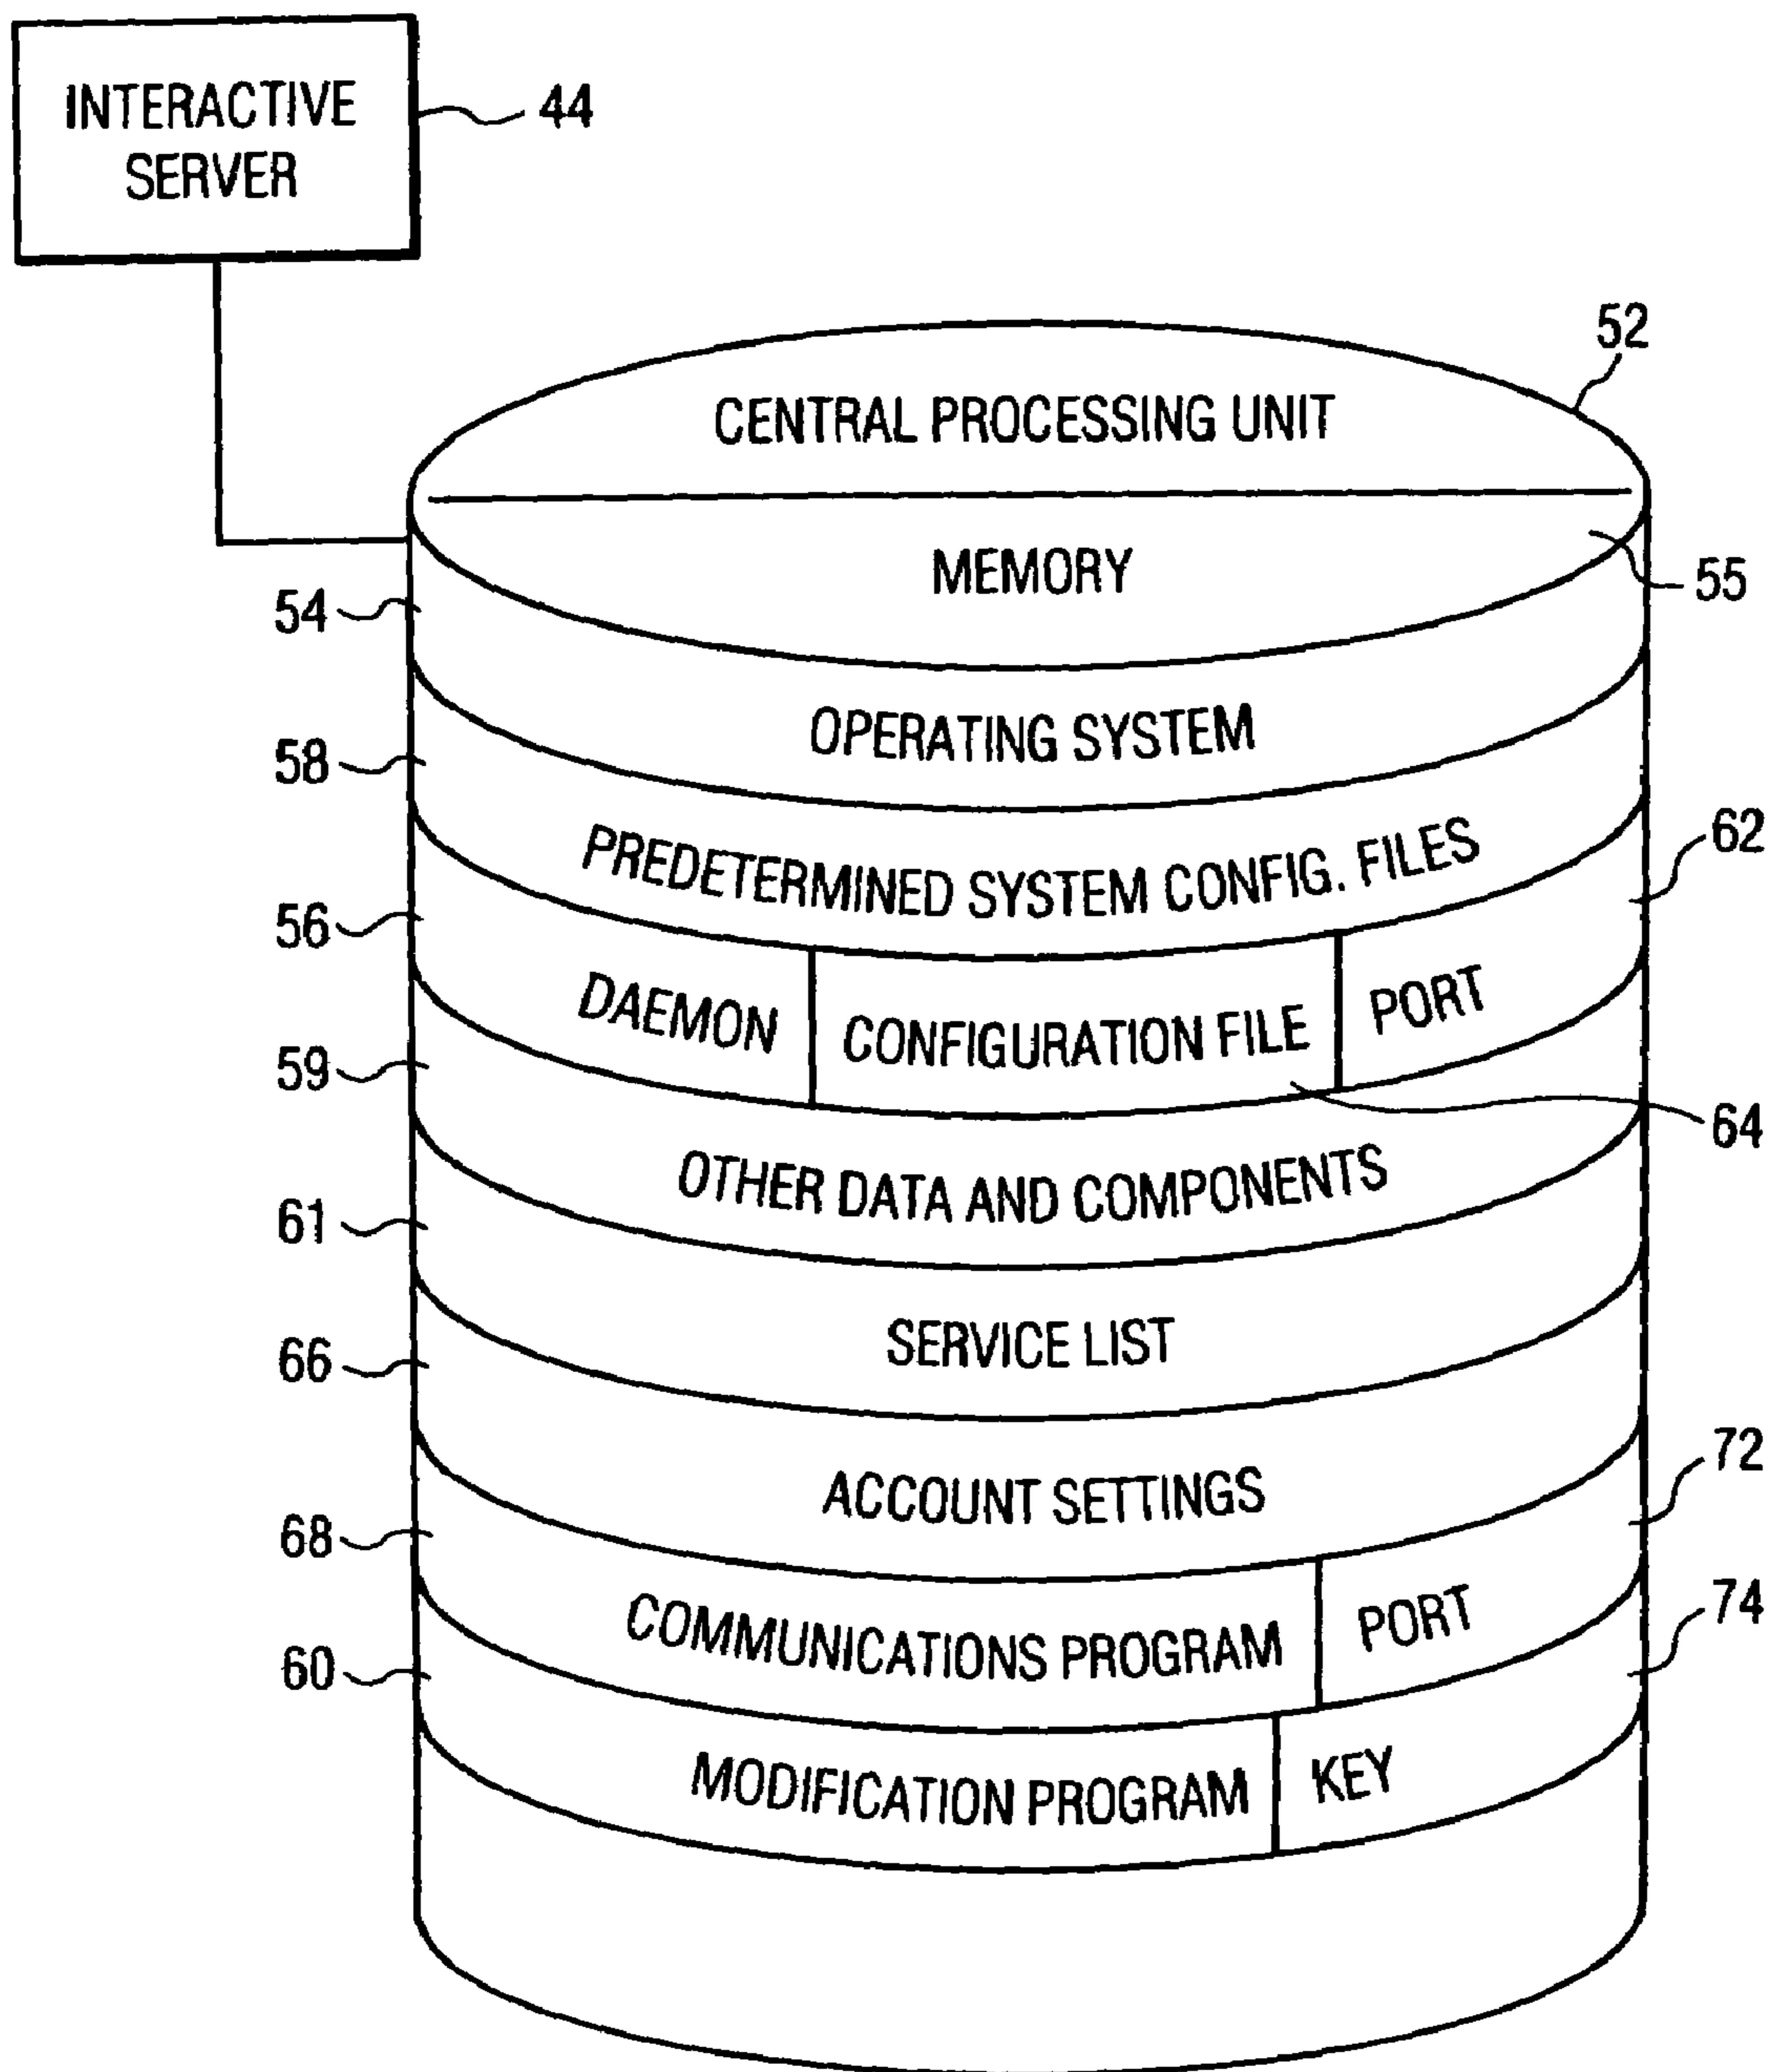 INTERACTIVE
SERVER
44
52
CENTRAL PROCESSING UNIT
MEMORY
55
54
OPERATING SYSTEM
58
PREDETERMINED SYSTEM CONFIG. FILES
62
56
DAEMON
CONFIGURATION FILE
PORT
59
64
OTHER DATA AND COMPONENTS
61
SERVICE LIST
66
ACCOUNT SETTINGS
72
68
COMMUNICATIONS PROGRAM
PORT
74
60
MODIFICATION PROGRAM
KEY